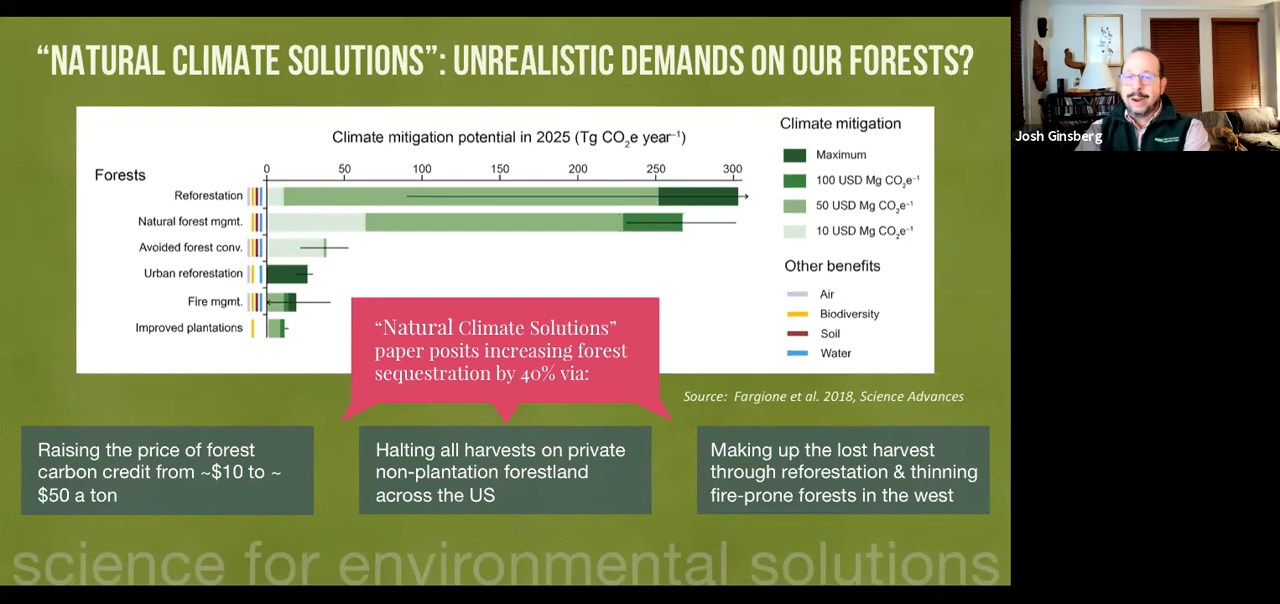 “NATURAL CLIMATE SOLUTIONS”: UNREALISTIC DEMANDS ON OUR FORESTS?
Josh Ginsberg
Climate mitigation potential in 2025 (Tg CO₂e year⁻¹)
Forests
0 50 100 150 200 250 300
Reforestation
Natural forest mgmt.
Avoided forest conv.
Urban reforestation
Fire mgmt.
Improved plantations
Climate mitigation
Maximum
100 USD Mg CO₂e⁻¹
50 USD Mg CO₂e⁻¹
10 USD Mg CO₂e⁻¹
Other benefits
Air
Biodiversity
Soil
Water
“Natural Climate Solutions”
paper posits increasing forest
sequestration by 40% via:
Source: Fargione et al. 2018, Science Advances
Raising the price of forest
carbon credit from ~$10 to ~
$50 a ton
Halting all harvests on private
non-plantation forestland
across the US
Making up the lost harvest
through reforestation & thinning
fire-prone forests in the west
science for environmental solutions